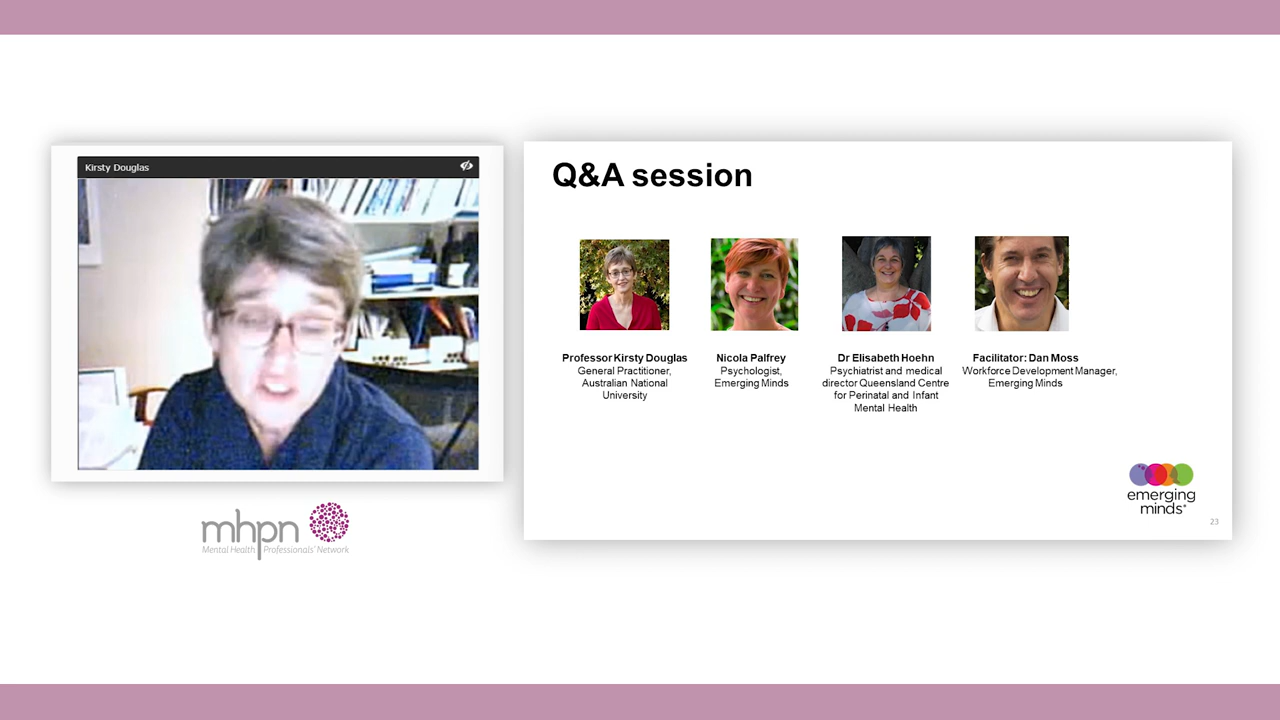 Kirsty Douglas
Q&A session
Professor Kirsty Douglas
General Practitioner,
Australian National
University
Nicola Palfrey
Psychologist,
Emerging Minds
Dr Elisabeth Hoehn
Psychiatrist and medical
director Queensland Centre
for Perinatal and Infant
Mental Health
Facilitator: Dan Moss
Workforce Development Manager,
Emerging Minds
emerging
minds
23
mhpn
Mental Health Professionals' Network